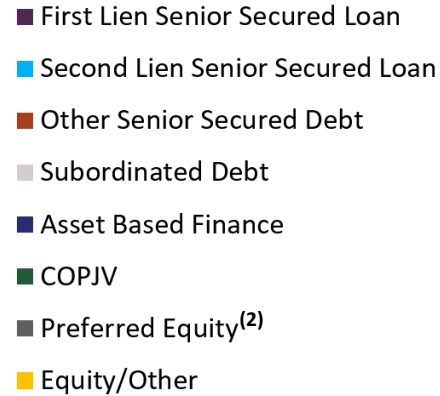 First Lien Senior Secured Loan
Second Lien Senior Secured Loan
Other Senior Secured Debt
Subordinated Debt
Asset Based Finance
COPJV
Preferred Equity(2)
Equity/Other